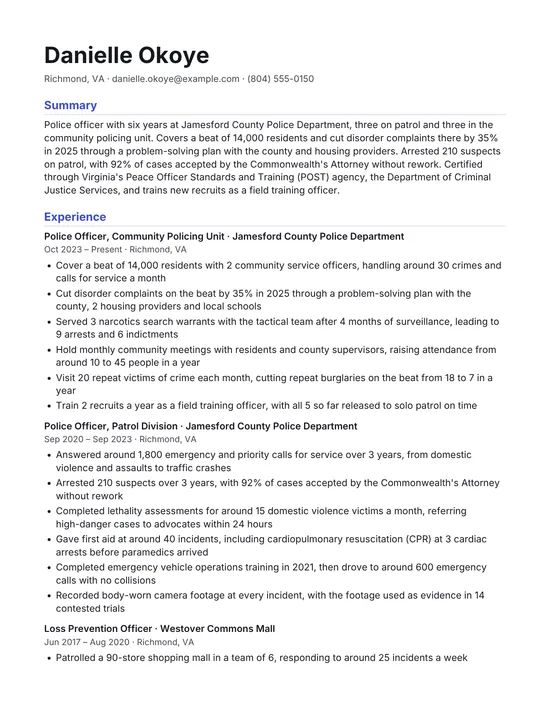 Danielle Okoye
Richmond, VA · danielle.okoye@example.com · (804) 555-0150
Summary
Police officer with six years at Jamesford County Police Department, three on patrol and three in the
community policing unit. Covers a beat of 14,000 residents and cut disorder complaints there by 35%
in 2025 through a problem-solving plan with the county and housing providers. Arrested 210 suspects
on patrol, with 92% of cases accepted by the Commonwealth's Attorney without rework. Certified
through Virginia's Peace Officer Standards and Training (POST) agency, the Department of Criminal
Justice Services, and trains new recruits as a field training officer.
Experience
Police Officer, Community Policing Unit · Jamesford County Police Department
Oct 2023 – Present · Richmond, VA
• Cover a beat of 14,000 residents with 2 community service officers, handling around 30 crimes and
calls for service a month
• Cut disorder complaints on the beat by 35% in 2025 through a problem-solving plan with the
county, 2 housing providers and local schools
• Served 3 narcotics search warrants with the tactical team after 4 months of surveillance, leading to
9 arrests and 6 indictments
• Hold monthly community meetings with residents and county supervisors, raising attendance from
around 10 to 45 people in a year
• Visit 20 repeat victims of crime each month, cutting repeat burglaries on the beat from 18 to 7 in a
year
• Train 2 recruits a year as a field training officer, with all 5 so far released to solo patrol on time
Police Officer, Patrol Division · Jamesford County Police Department
Sep 2020 – Sep 2023 · Richmond, VA
• Answered around 1,800 emergency and priority calls for service over 3 years, from domestic
violence and assaults to traffic crashes
• Arrested 210 suspects over 3 years, with 92% of cases accepted by the Commonwealth's Attorney
without rework
• Completed lethality assessments for around 15 domestic violence victims a month, referring
high-danger cases to advocates within 24 hours
• Gave first aid at around 40 incidents, including cardiopulmonary resuscitation (CPR) at 3 cardiac
arrests before paramedics arrived
• Completed emergency vehicle operations training in 2021, then drove to around 600 emergency
calls with no collisions
• Recorded body-worn camera footage at every incident, with the footage used as evidence in 14
contested trials
Loss Prevention Officer · Westover Commons Mall
Jun 2017 – Aug 2020 · Richmond, VA
• Patrolled a 90-store shopping mall in a team of 6, responding to around 25 incidents a week